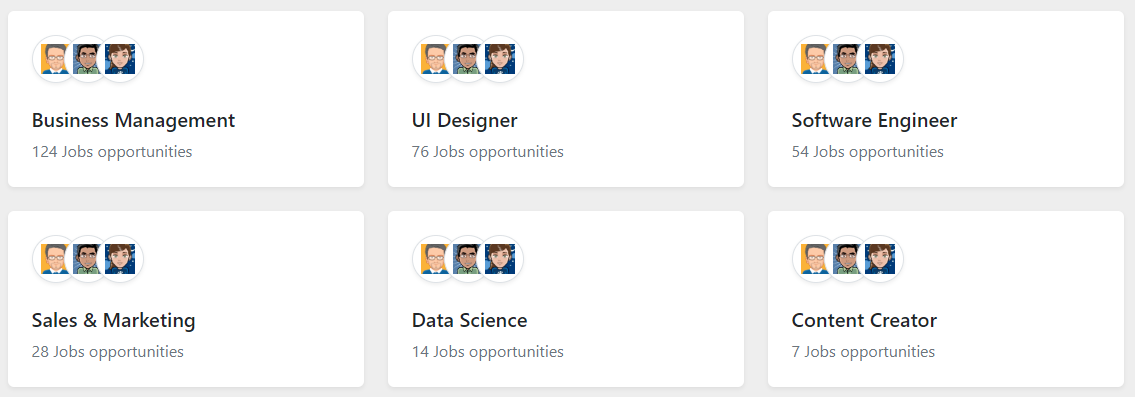 Business Management
124 Jobs opportunities
UI Designer
76 Jobs opportunities
Software Engineer
54 Jobs opportunities
Sales & Marketing
28 Jobs opportunities
Data Science
14 Jobs opportunities
Content Creator
7 Jobs opportunities